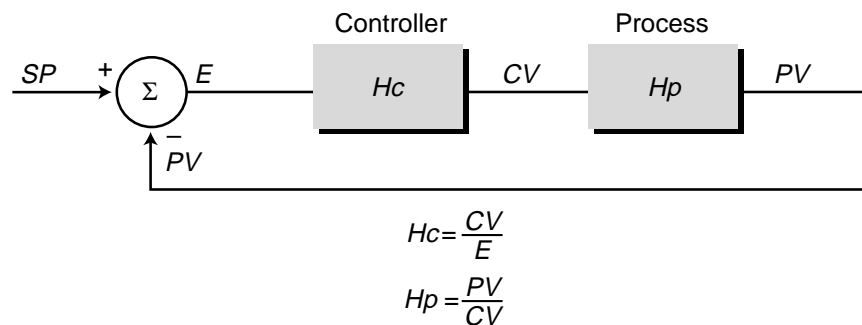 Controller Process
SP + Σ E Hc CV Hp PV
−
PV
Hc = CV/E
Hp = PV/CV